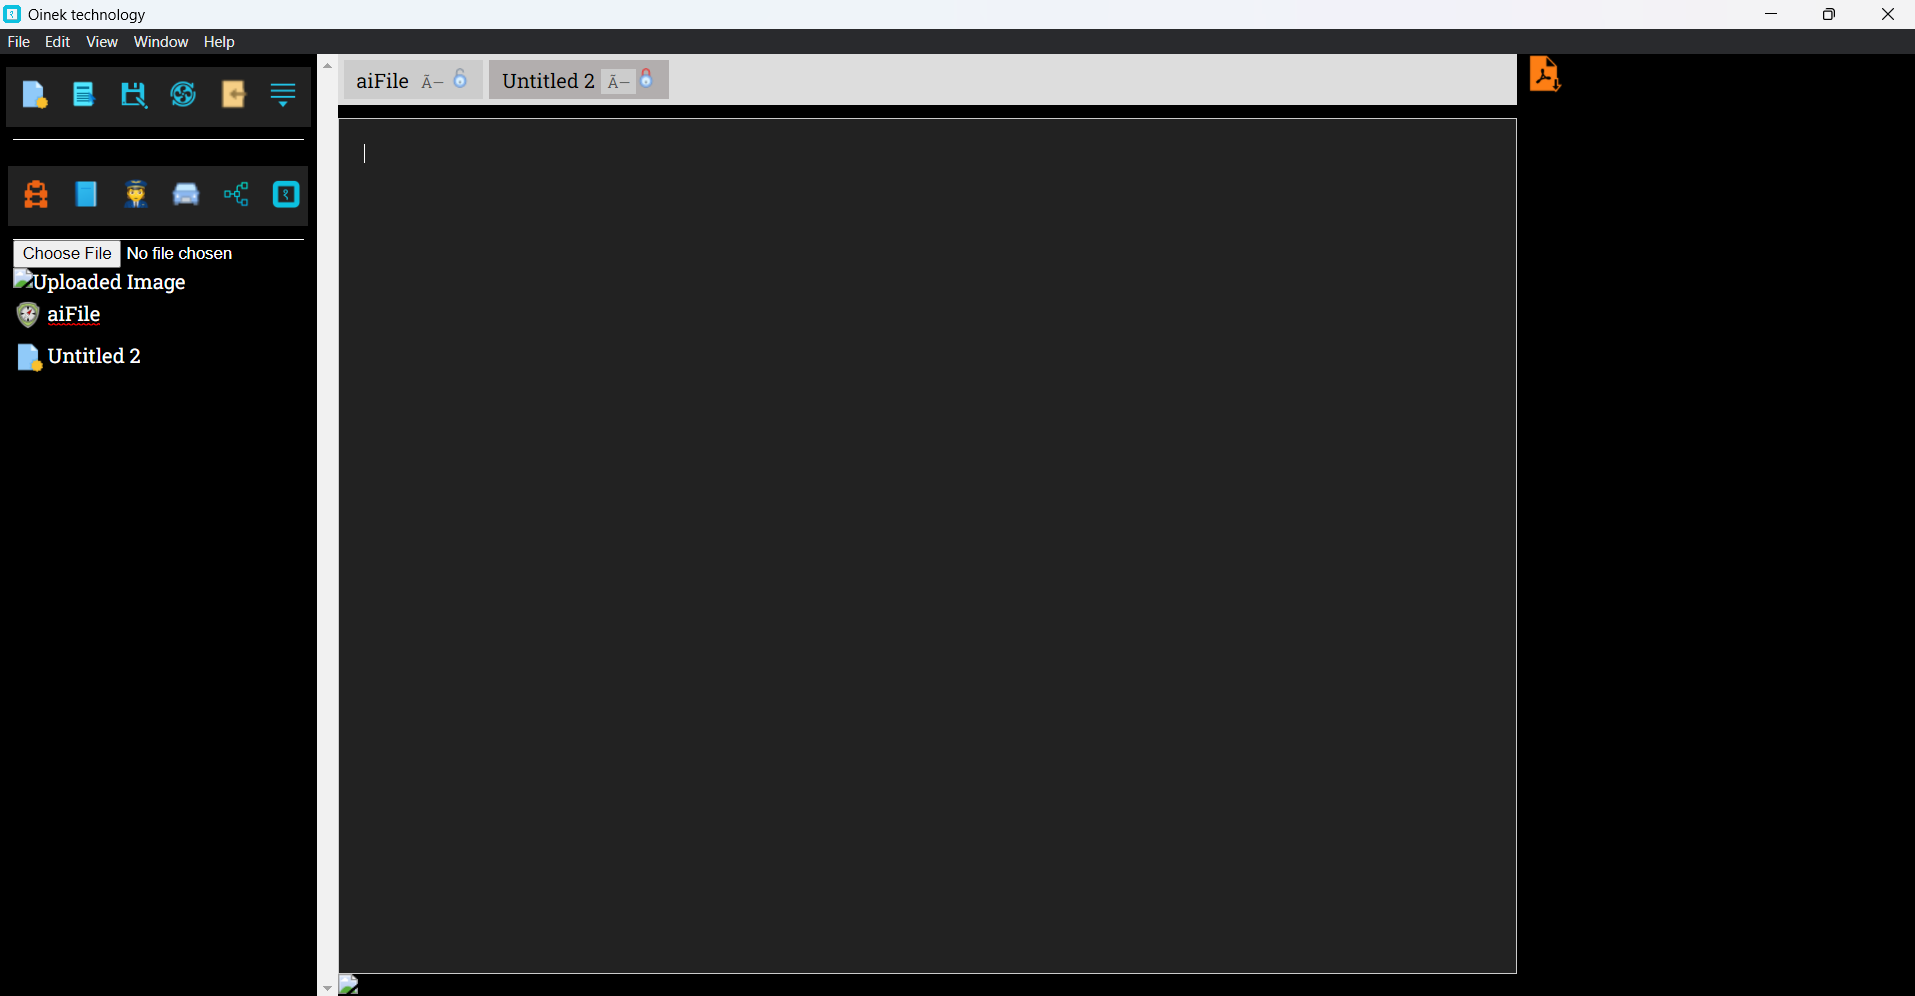 Oinek technology
File Edit View Window Help
aiFile Ã– Untitled 2 Ã–
Choose File No file chosen
Uploaded Image
aiFile
Untitled 2